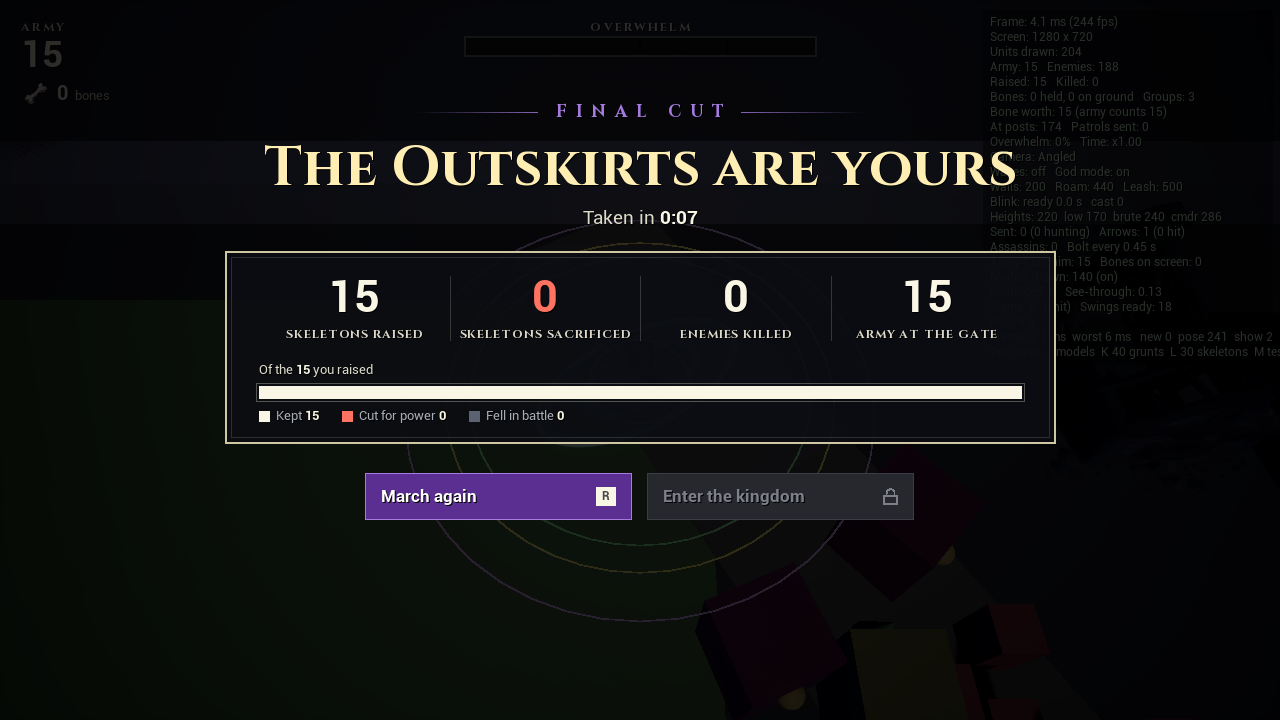 ARMY
15
0 bones
OVERWHELM
Frame: 4.1 ms (244 fps)
Screen: 1280 x 720
Units drawn: 204
Army: 15 Enemies: 188
Raised: 15 Killed: 0
Bones: 0 held, 0 on ground Groups: 3
Bone worth: 15 (army counts 15)
At posts: 174 Patrols sent: 0
Overwhelm: 0% Time: x1.00
Angled
off God mode: on
Walls: 200 Roam: 440 Leash: 500
Blink: ready 0.0 s cast 0
Heights: 220 low 170 brute 240 cmdr 286
Sent: 0 (0 hunting) Arrows: 1 (0 hit)
Assassins: 0 Bolt every 0.45 s
15 Bones on screen: 0
140 (on)
See-through: 0.13
Swings ready: 18
worst 6 ms new 0 pose 241 show 2
models K 40 grunts L 30 skeletons M
FINAL CUT
The Outskirts are yours
Taken in 0:07
15
SKELETONS RAISED
0
SKELETONS SACRIFICED
0
ENEMIES KILLED
15
ARMY AT THE GATE
Of the 15 you raised
Kept 15 Cut for power 0 Fell in battle 0
March again R
Enter the kingdom